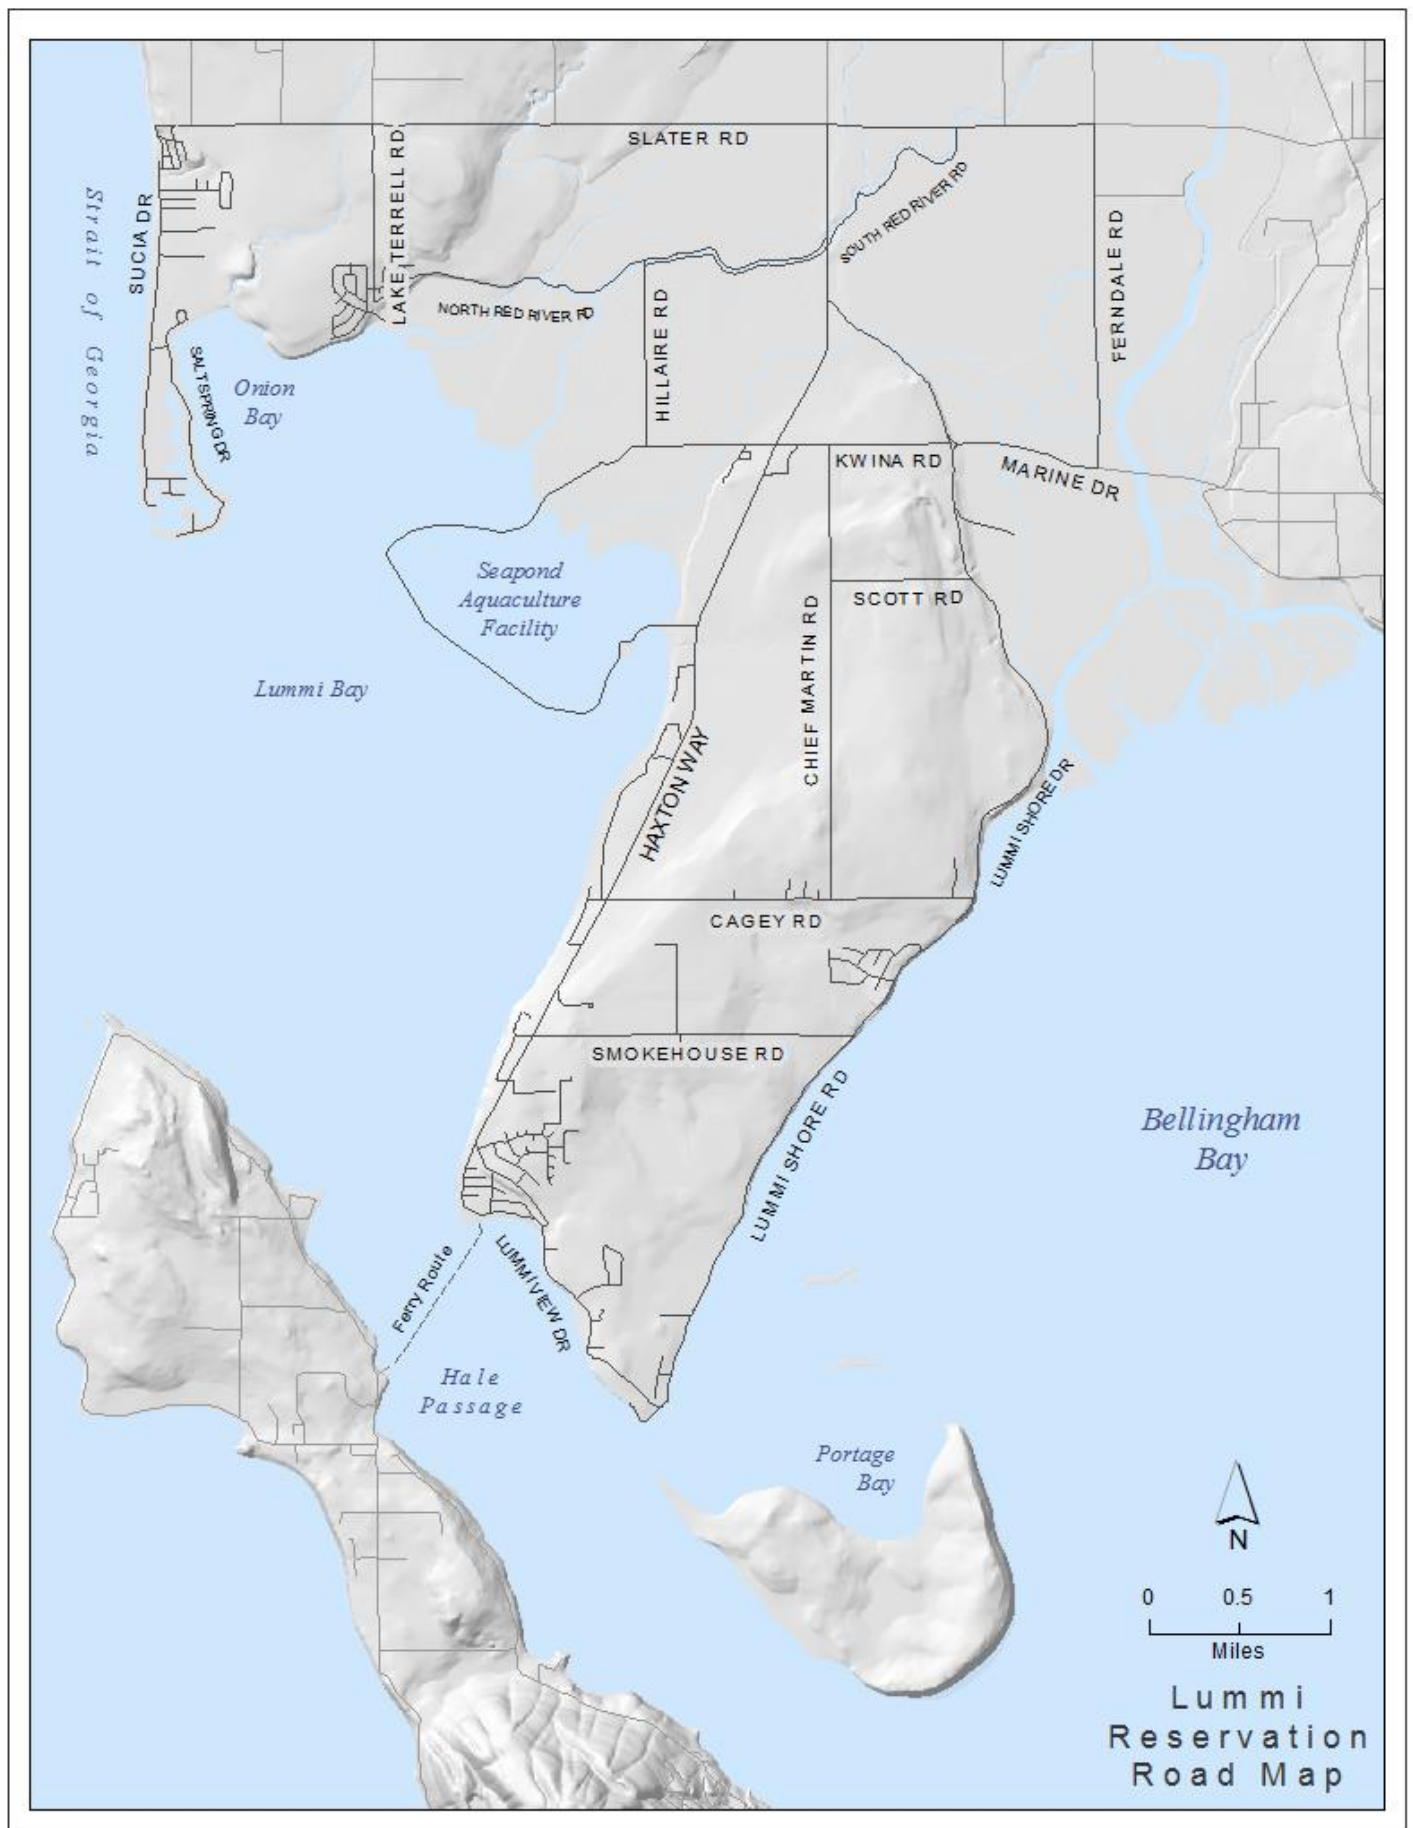 SLATER RD
LAKE TERRELL RD
SUCIA DR
Strait of Georgia
SOUTH RED RIVER RD
FERNDALE RD
NORTH RED RIVER RD
HILLAIRE RD
SALTSPRING DR
Onion
Bay
KWINA RD
MARINE DR
Seapond
Aquaculture
Facility
SCOTT RD
CHIEF MARTIN RD
Lummi Bay
HAXTON WAY
LUMMI SHORE DR
CAGEY RD
SMOKEHOUSE RD
LUMMI SHORE RD
Bellingham
Bay
Ferry Route
LUMMI VIEW DR
Hale
Passage
Portage
Bay
N
0 0.5 1
Miles
Lummi
Reservation
Road Map